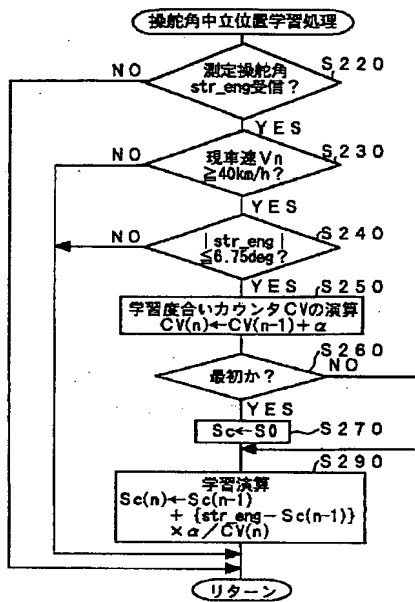 操舵角中立位置学習処理
S220
NO
測定操舵角
str_eng受信?
YES
S230
NO
現車速Vn
≧40km/h?
YES
S240
NO
|str_eng|
≦6.75deg?
YES
S250
学習度合いカウンタCVの演算
CV(n)←CV(n-1)+α
S260
最初か?
NO
YES
Sc←S0
S270
S290
学習演算
Sc(n)←Sc(n-1)
+ {str_eng-Sc(n-1)}
×α/CV(n)
リターン